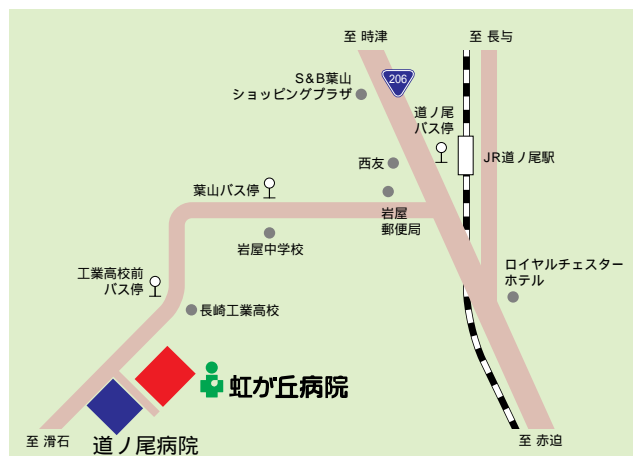 至 時津
至 長与
206
S&B葉山
ショッピングプラザ
道ノ尾
バス停
西友
JR道ノ尾駅
葉山バス停
岩屋
郵便局
岩屋中学校
ロイヤルチェスター
ホテル
工業高校前
バス停
長崎工業高校
虹が丘病院
至 滑石
道ノ尾病院
至 赤迫